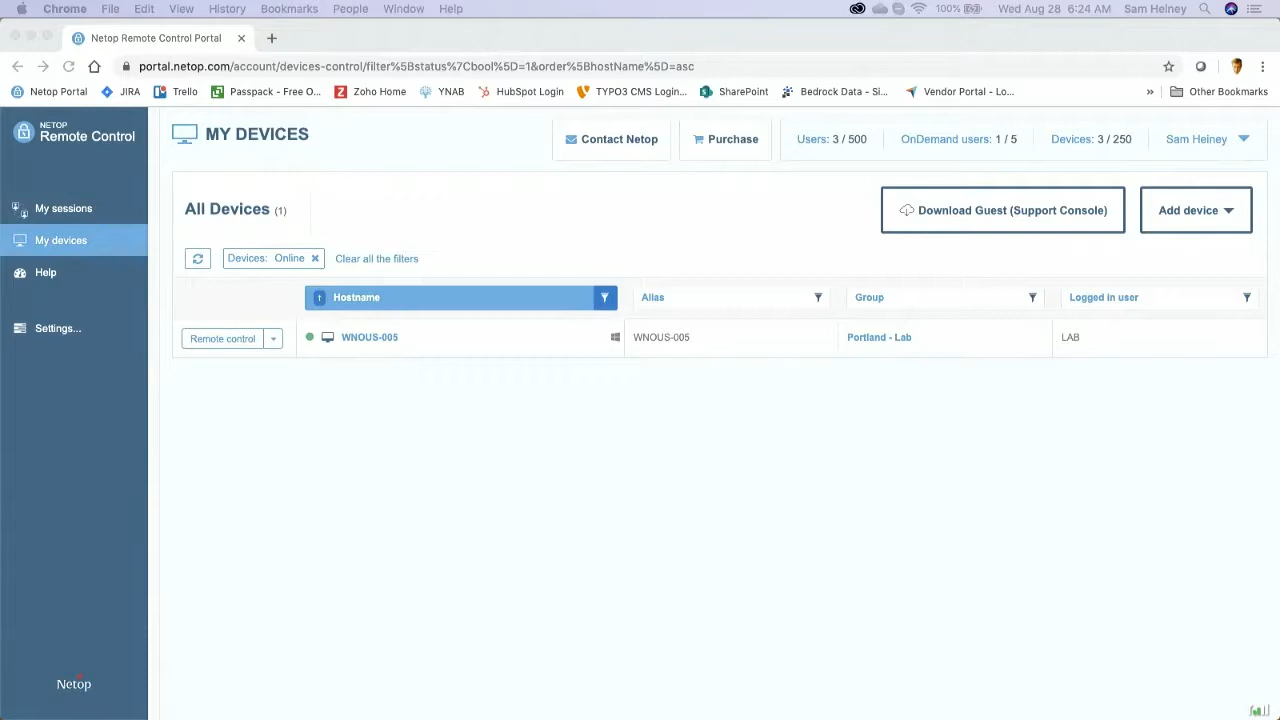 Chrome File Edit View History Bookmarks People Window Help 100% Wed Aug 28 6:24 AM Sam Heiney
Netop Remote Control Portal
portal.netop.com/account/devices-control/filter%5Bstatus%7Cbool%5D=1&order%5BhostName%5D=asc
Netop Portal JIRA Trello Passpack - Free O... Zoho Home YNAB HubSpot Login TYPO3 CMS Login... SharePoint Bedrock Data - Si... Vendor Portal - Lo... » Other Bookmarks
NETOP
Remote Control
MY DEVICES
Contact Netop
Purchase
Users: 3 / 500
OnDemand users: 1 / 5
Devices: 3 / 250
Sam Heiney
My sessions
My devices
Help
Settings...
All Devices (1)
Download Guest (Support Console)
Add device
Devices: Online
Clear all the filters
Hostname Alias Group Logged in user
Remote control WNOUS-005 WNOUS-005 Portland - Lab LAB
Netop